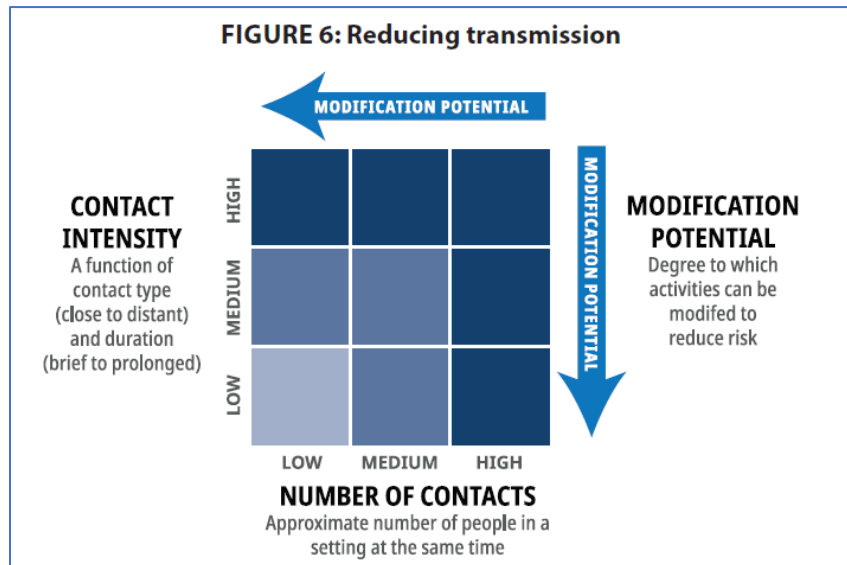 FIGURE 6: Reducing transmission
MODIFICATION POTENTIAL
CONTACT
INTENSITY
A function of
contact type
(close to distant)
and duration
(brief to prolonged)
HIGH
MEDIUM
LOW
MODIFICATION POTENTIAL
MODIFICATION
POTENTIAL
Degree to which
activities can be
modifed to
reduce risk
LOW
MEDIUM
HIGH
NUMBER OF CONTACTS
Approximate number of people in a
setting at the same time